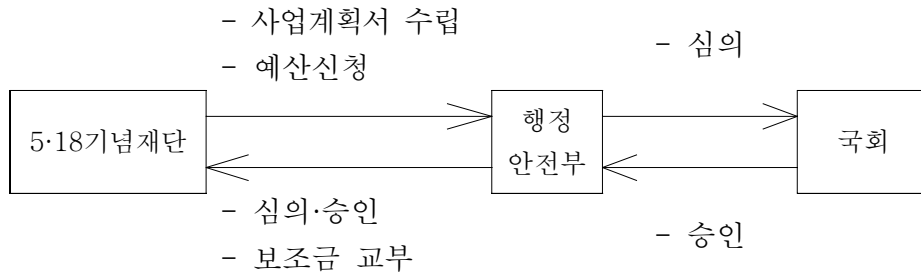 - 사업계획서 수립
- 예산신청
- 심의
5·18기념재단
행정
안전부
국회
- 심의·승인
- 보조금 교부
- 승인